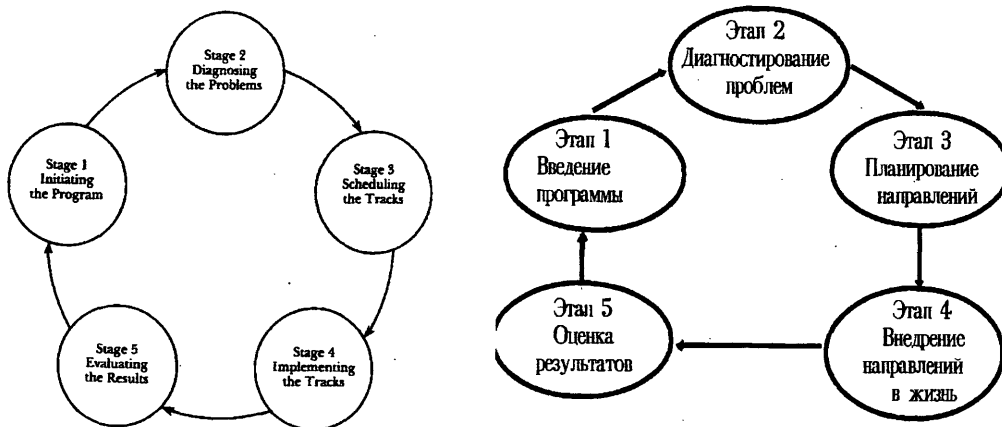 Stage 2
Diagnosing
the Problems
Stage 1
Initiating
the Program
Stage 3
Scheduling
the Tracks
Stage 5
Evaluating
the Results
Stage 4
Implementing
the Tracks
Этап 2
Диагностирование
проблем
Этап 1
Введение
программы
Этап 3
Планирование
направлений
Этап 5
Оценка
результатов
Этап 4
Внедрение
направлений
в жизнь